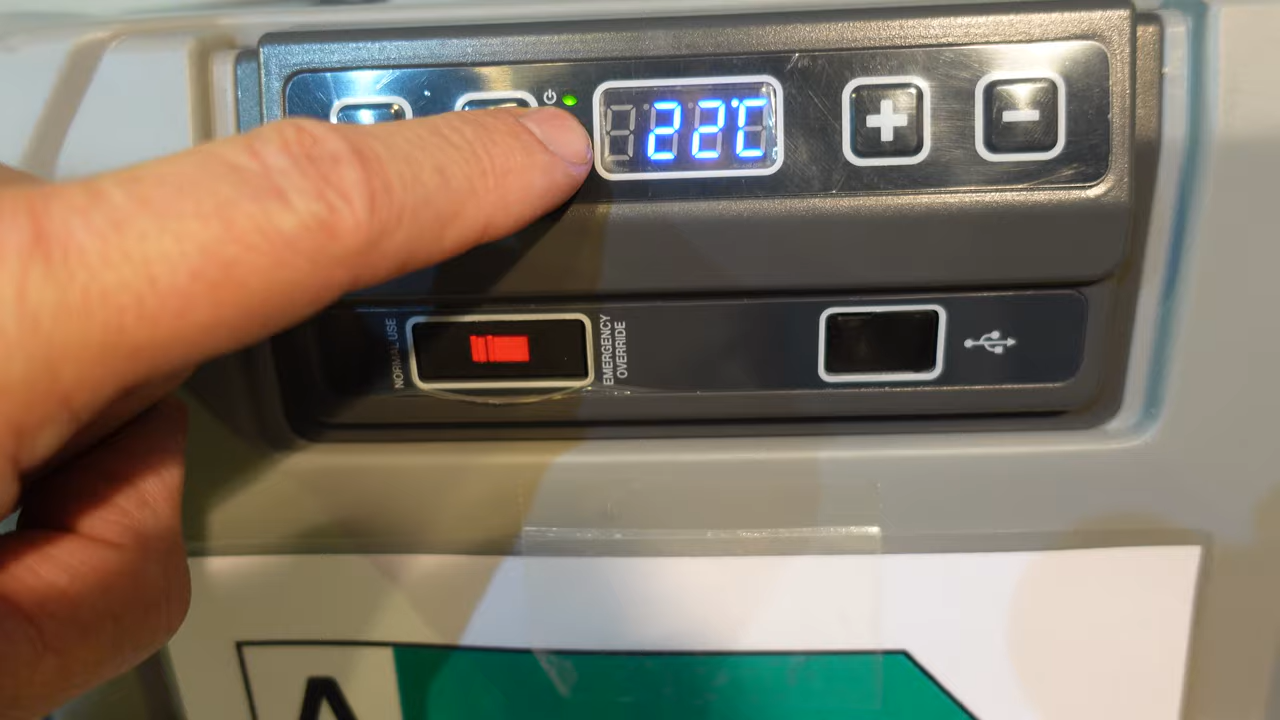 22°C
+
-
NORMAL USE
EMERGENCY
OVERRIDE
A